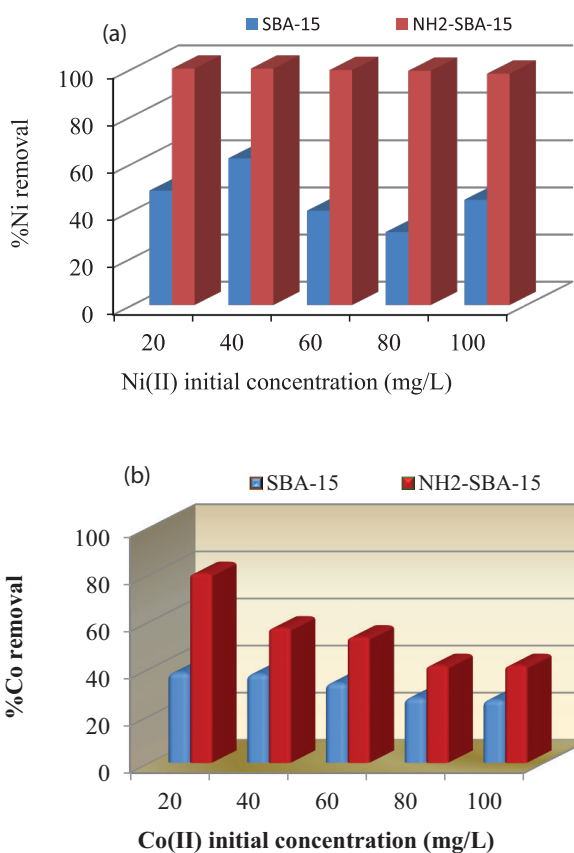 (a)
SBA-15 NH2-SBA-15
100
80
60
40
20
0
%Ni removal
20 40 60 80 100
Ni(II) initial concentration (mg/L)
(b)
SBA-15 NH2-SBA-15
100
80
60
40
20
0
%Co removal
20 40 60 80 100
Co(II) initial concentration (mg/L)